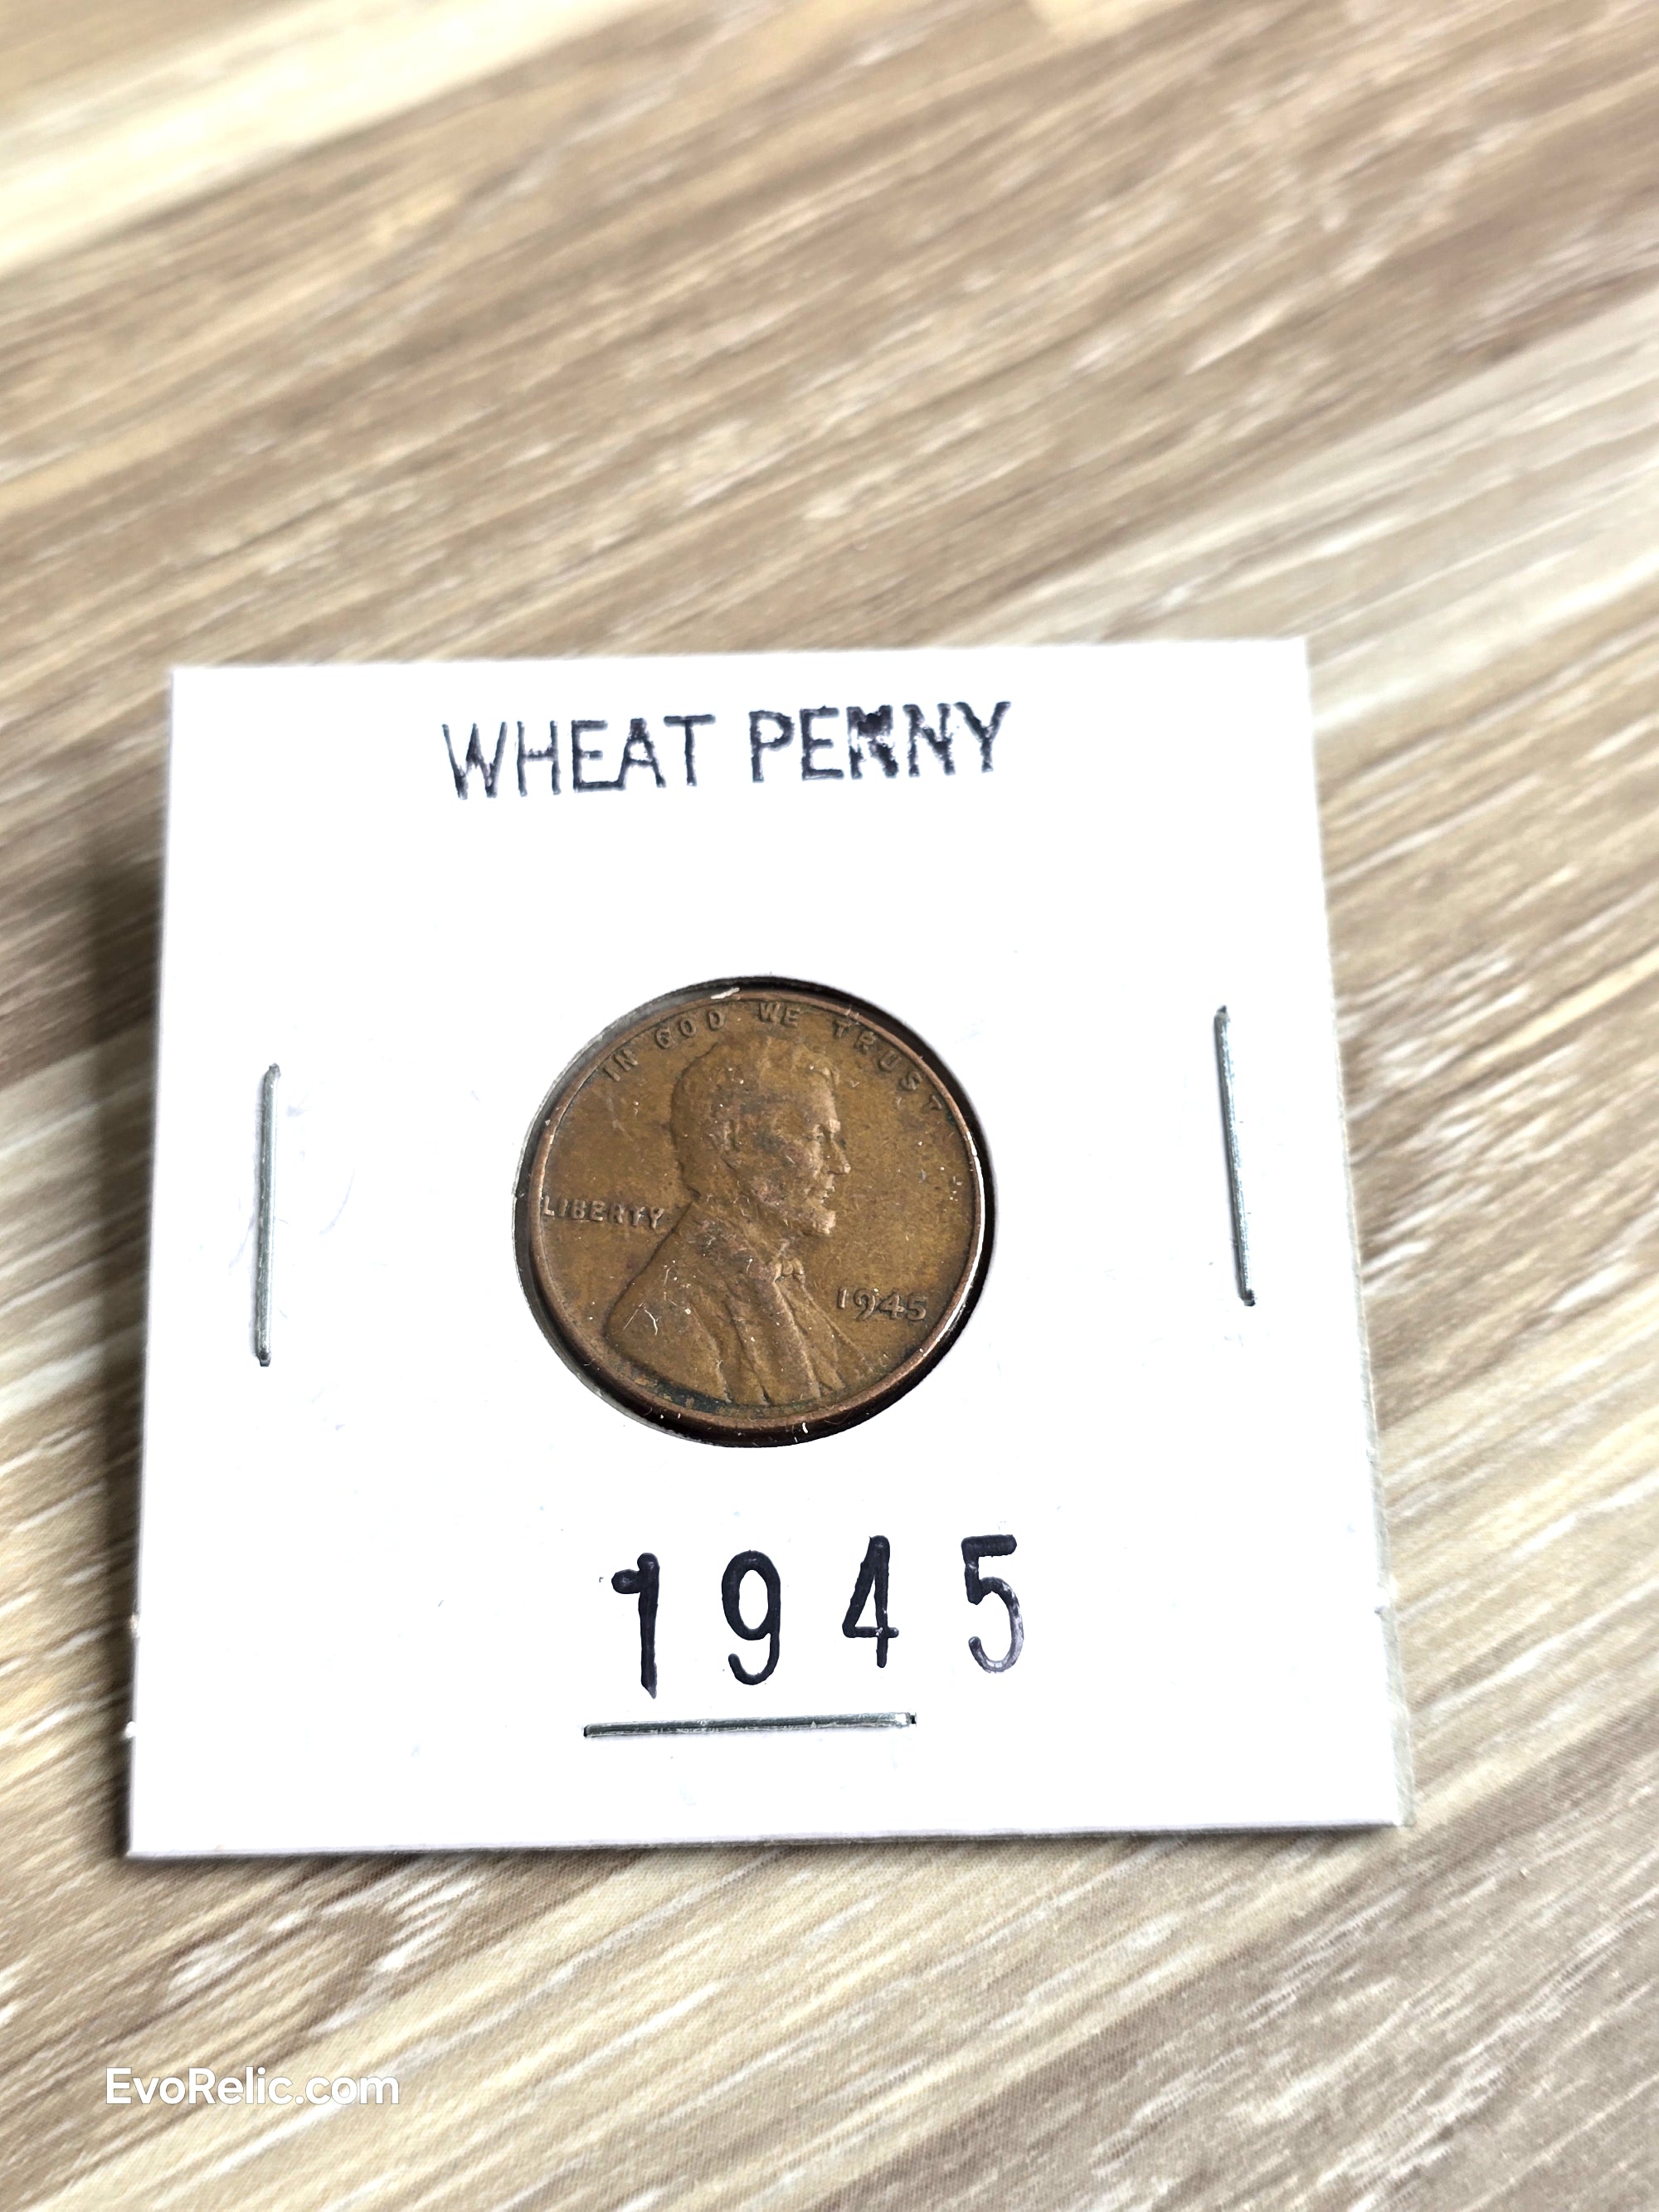 WHEAT PENNY
IN GOD WE TRUST
LIBERTY
1945
1945
EvoRelic.com